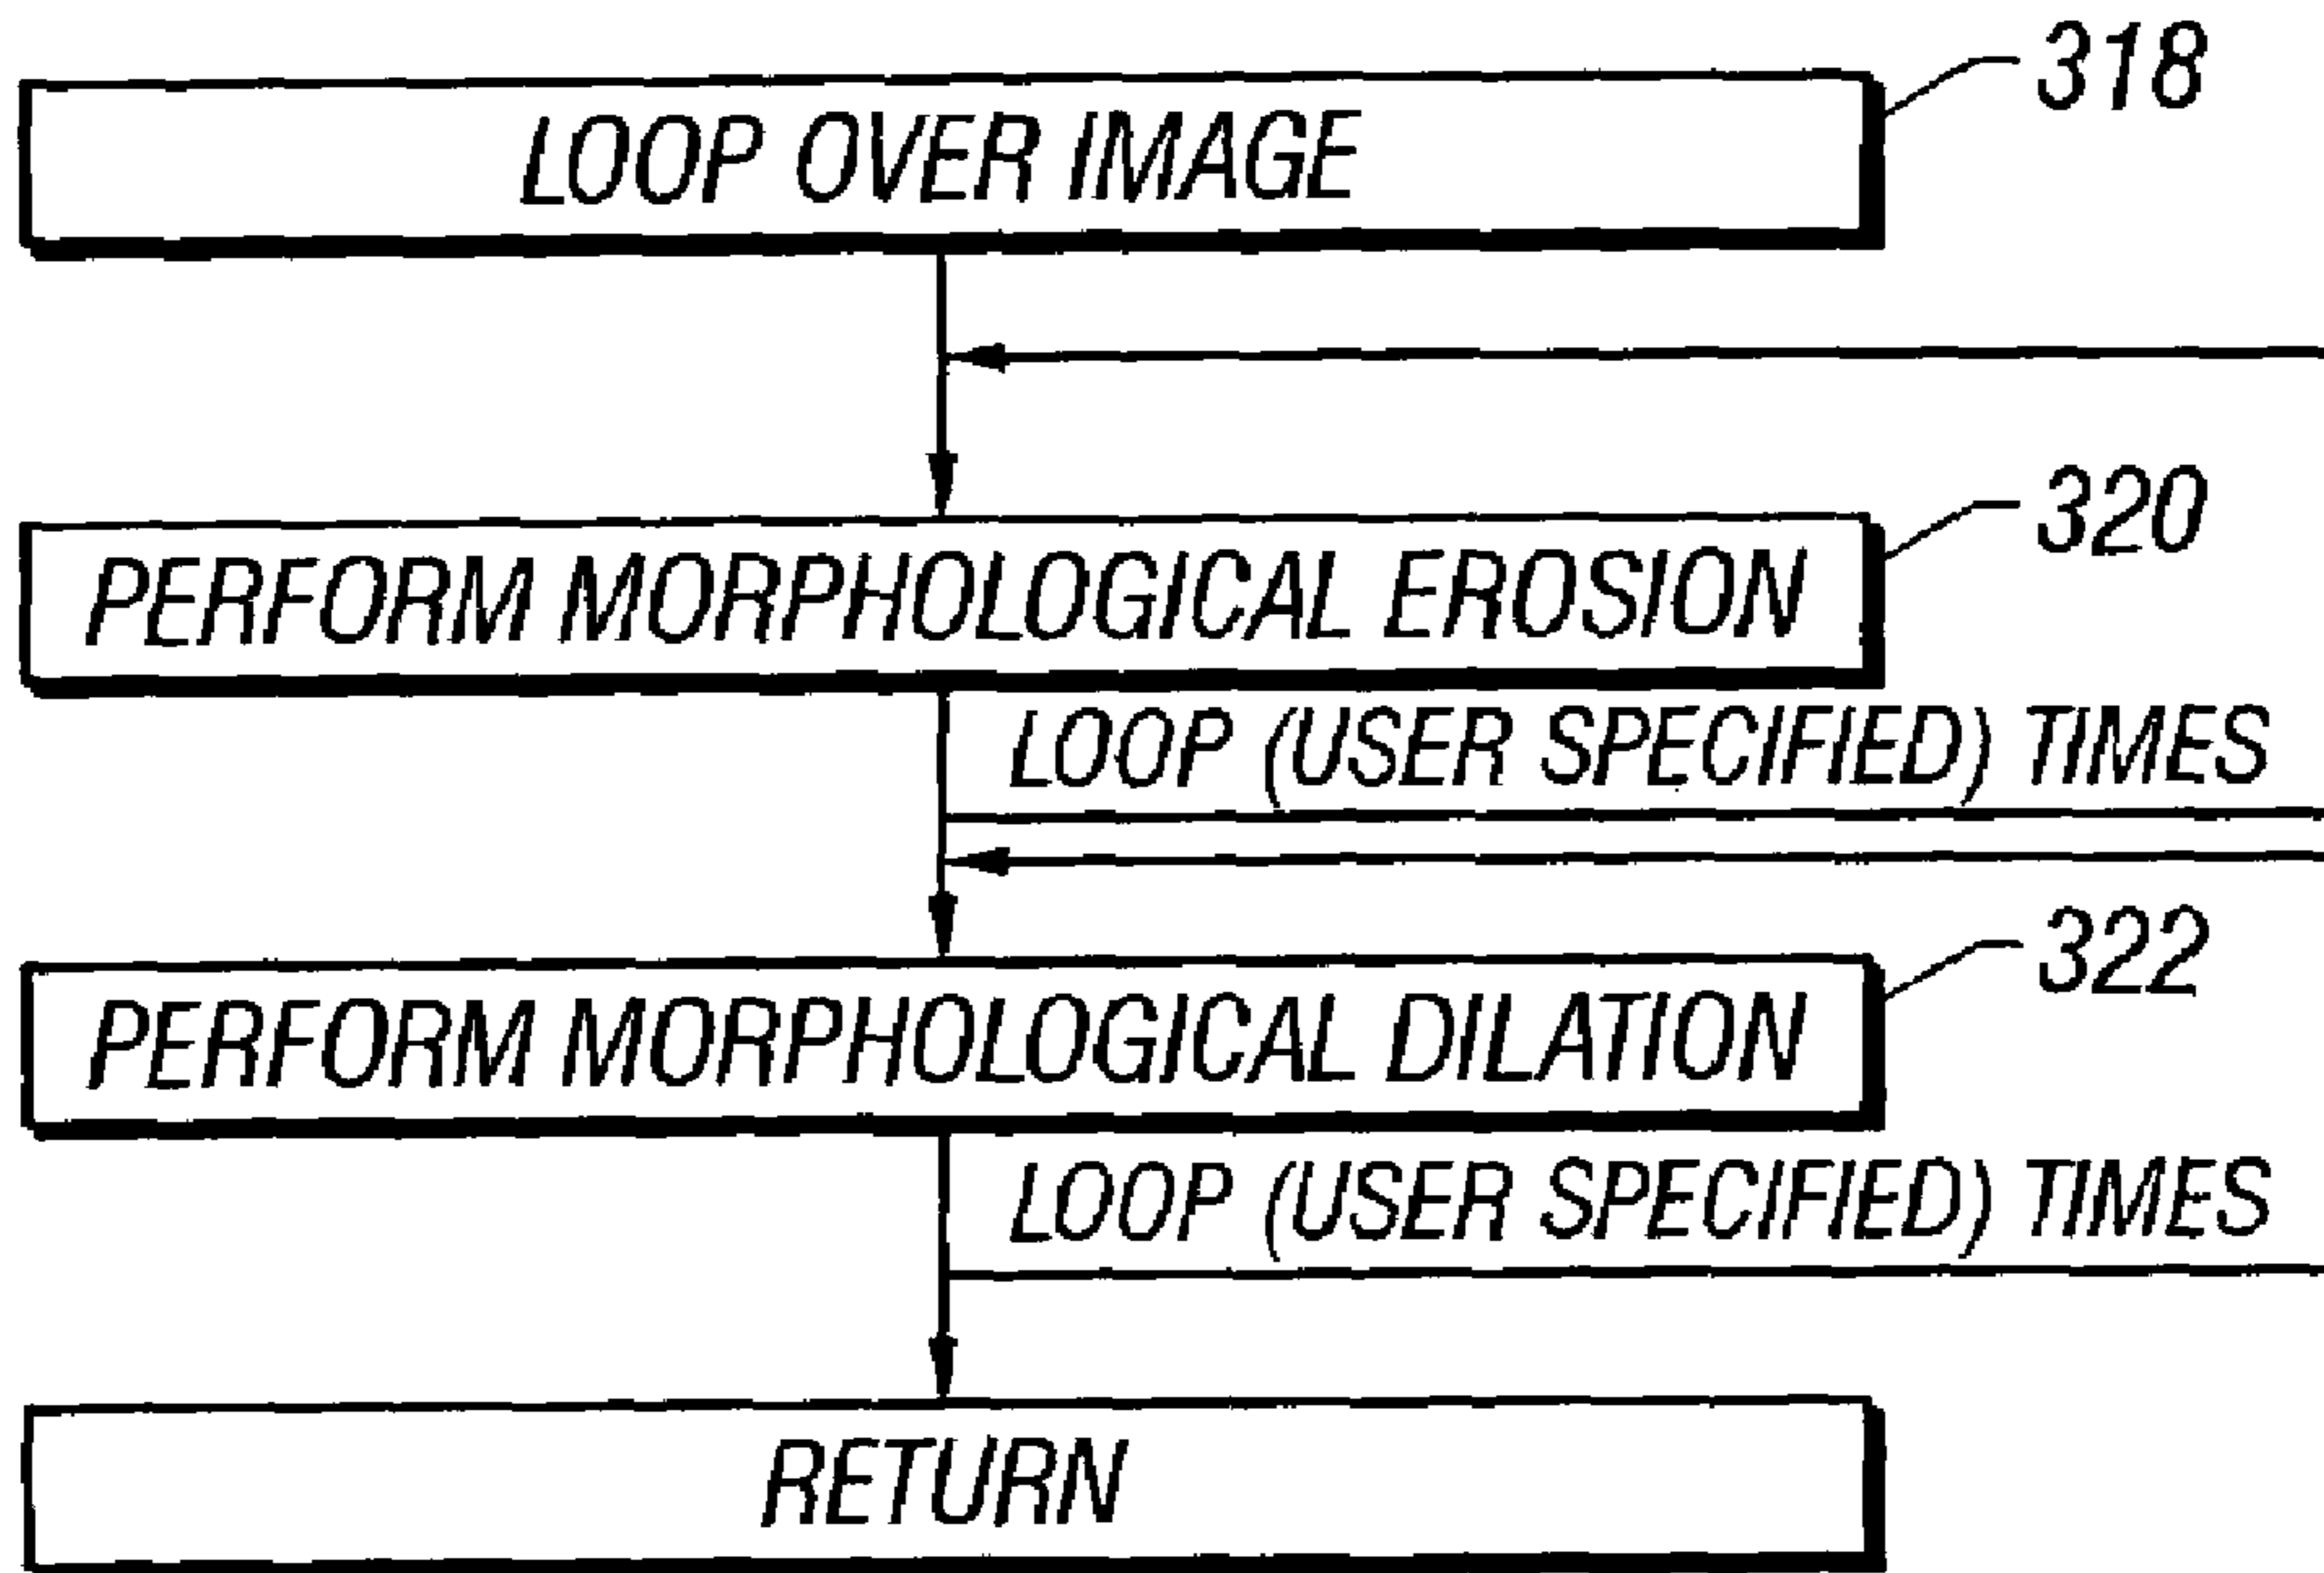 318
LOOP OVER IMAGE
320
PERFORM MORPHOLOGICAL EROSION
LOOP (USER SPECIFIED) TIMES
322
PERFORM MORPHOLOGICAL DILATION
LOOP (USER SPECIFIED) TIMES
RETURN